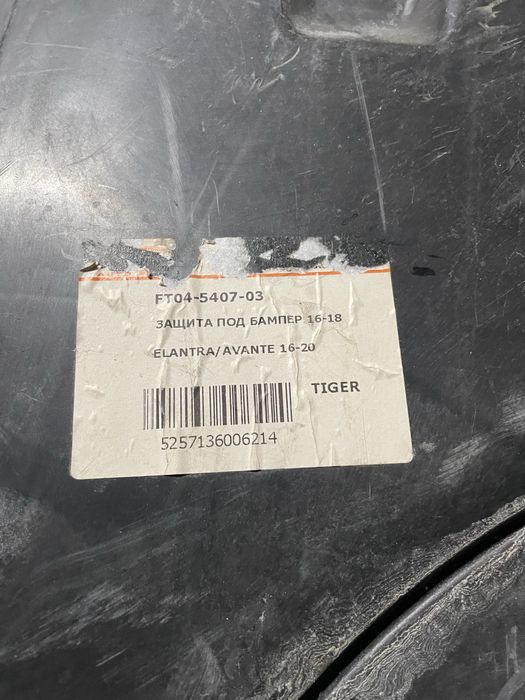 FT04-5407-03
ЗАЩИТА ПОД БАМПЕР 16-18
ELANTRA/AVANTE 16-20
TIGER
5257136006214